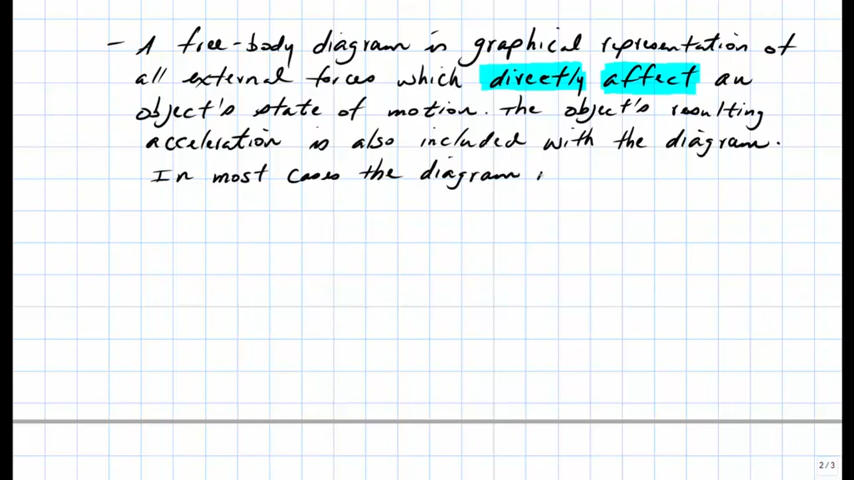 - A free-body diagram is graphical representation of
all external forces which directly affect an
object's state of motion. The object's resulting
acceleration is also included with the diagram.
In most cases the diagram
2/3